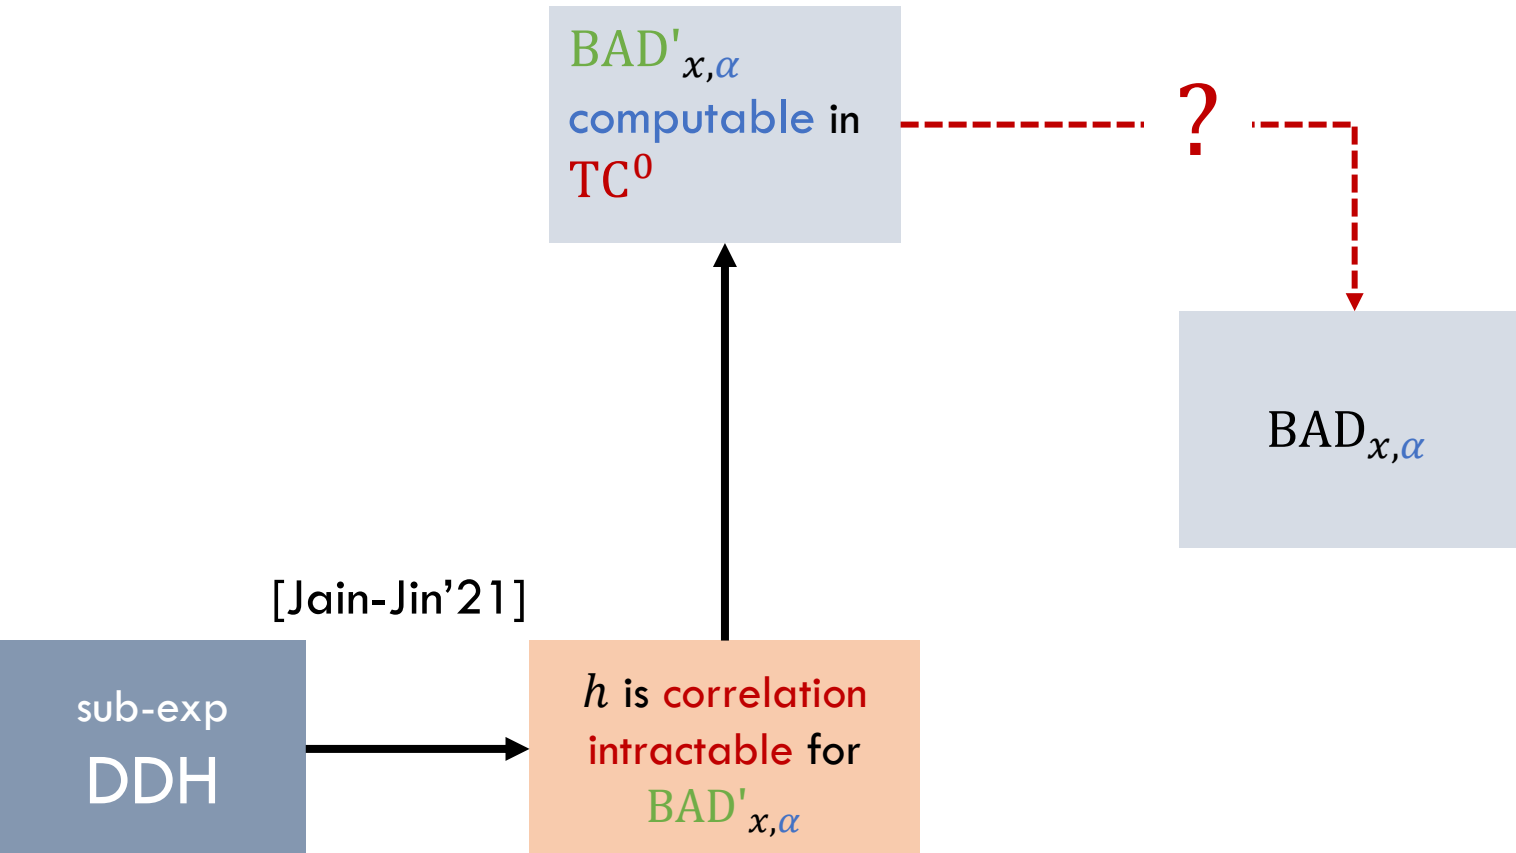 BAD'x,α
computable in
TC⁰
?
BADx,α
[Jain-Jin’21]
sub-exp
DDH
h is correlation
intractable for
BAD'x,α